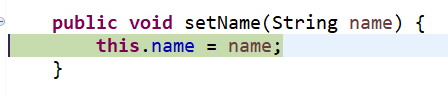 public void setName(String name) {
    this.name = name;
}